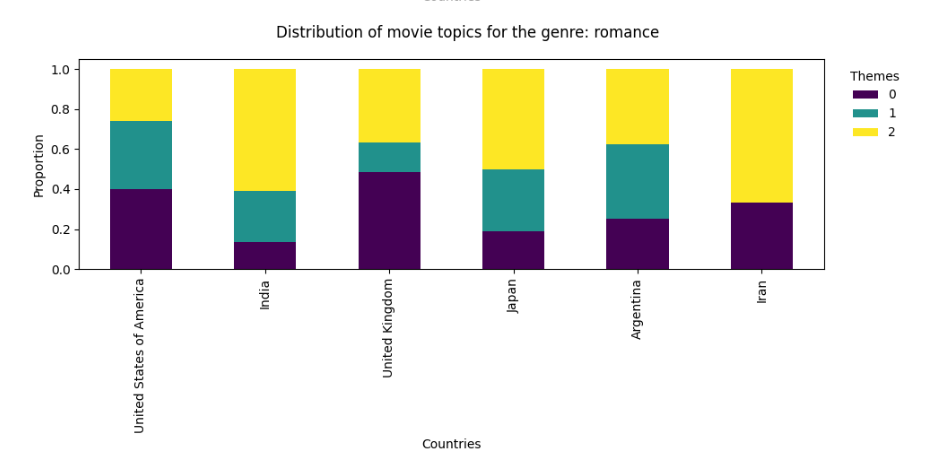 Countries
Distribution of movie topics for the genre: romance
Themes
0
1
2
Proportion
1.0
0.8
0.6
0.4
0.2
0.0
United States of America
India
United Kingdom
Japan
Argentina
Iran
Countries